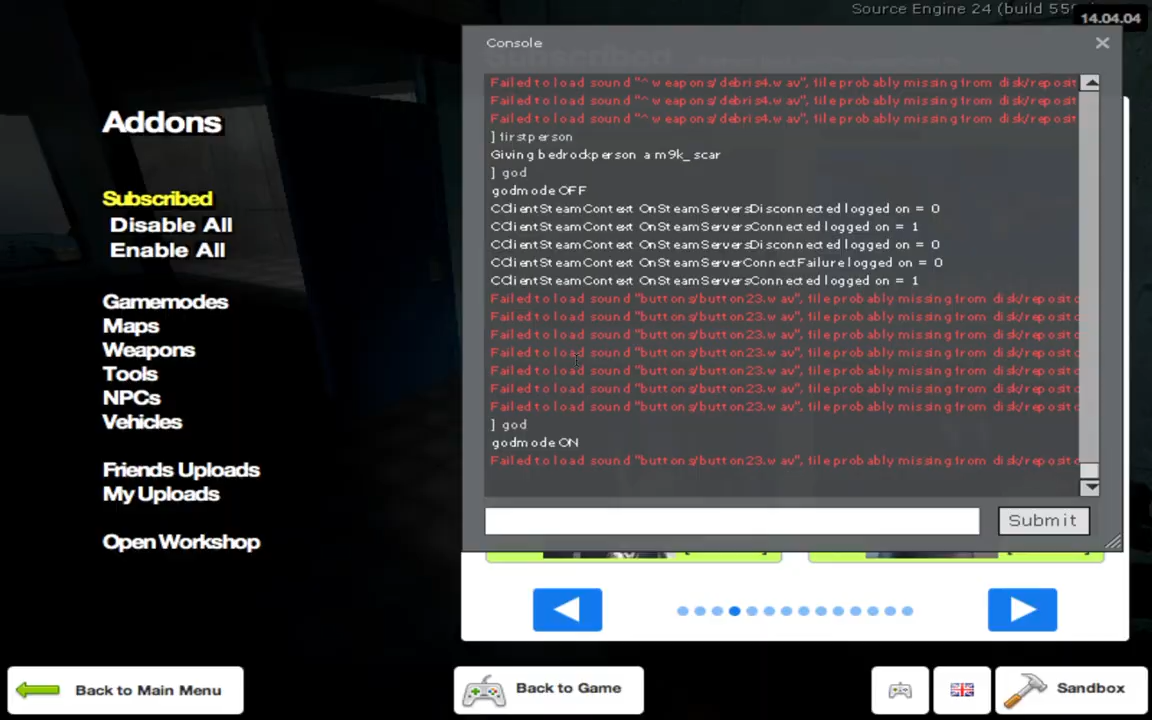 Source Engine 24 (build 55
14.04.04
Console
Failed to load sound "^weapons/debris4.wav", file probably missing from disk/reposit
Failed to load sound "^weapons/debris4.wav", file probably missing from disk/reposit
Failed to load sound "^weapons/debris4.wav", file probably missing from disk/reposit
] firstperson
Giving bedrockperson a m9k_scar
] god
godmode OFF
CClientSteamContext OnSteamServersDisconnected logged on = 0
CClientSteamContext OnSteamServersConnected logged on = 1
CClientSteamContext OnSteamServersDisconnected logged on = 0
CClientSteamContext OnSteamServerConnectFailure logged on = 0
CClientSteamContext OnSteamServersConnected logged on = 1
Failed to load sound "buttons/button23.wav", file probably missing from disk/reposito
Failed to load sound "buttons/button23.wav", file probably missing from disk/reposito
Failed to load sound "buttons/button23.wav", file probably missing from disk/reposito
Failed to load sound "buttons/button23.wav", file probably missing from disk/reposito
Failed to load sound "buttons/button23.wav", file probably missing from disk/reposito
Failed to load sound "buttons/button23.wav", file probably missing from disk/reposito
Failed to load sound "buttons/button23.wav", file probably missing from disk/reposito
] god
godmode ON
Failed to load sound "buttons/button23.wav", file probably missing from disk/reposito
Submit
Addons
Subscribed
Disable All
Enable All
Gamemodes
Maps
Weapons
Tools
NPCs
Vehicles
Friends Uploads
My Uploads
Open Workshop
Back to Main Menu
Back to Game
Sandbox